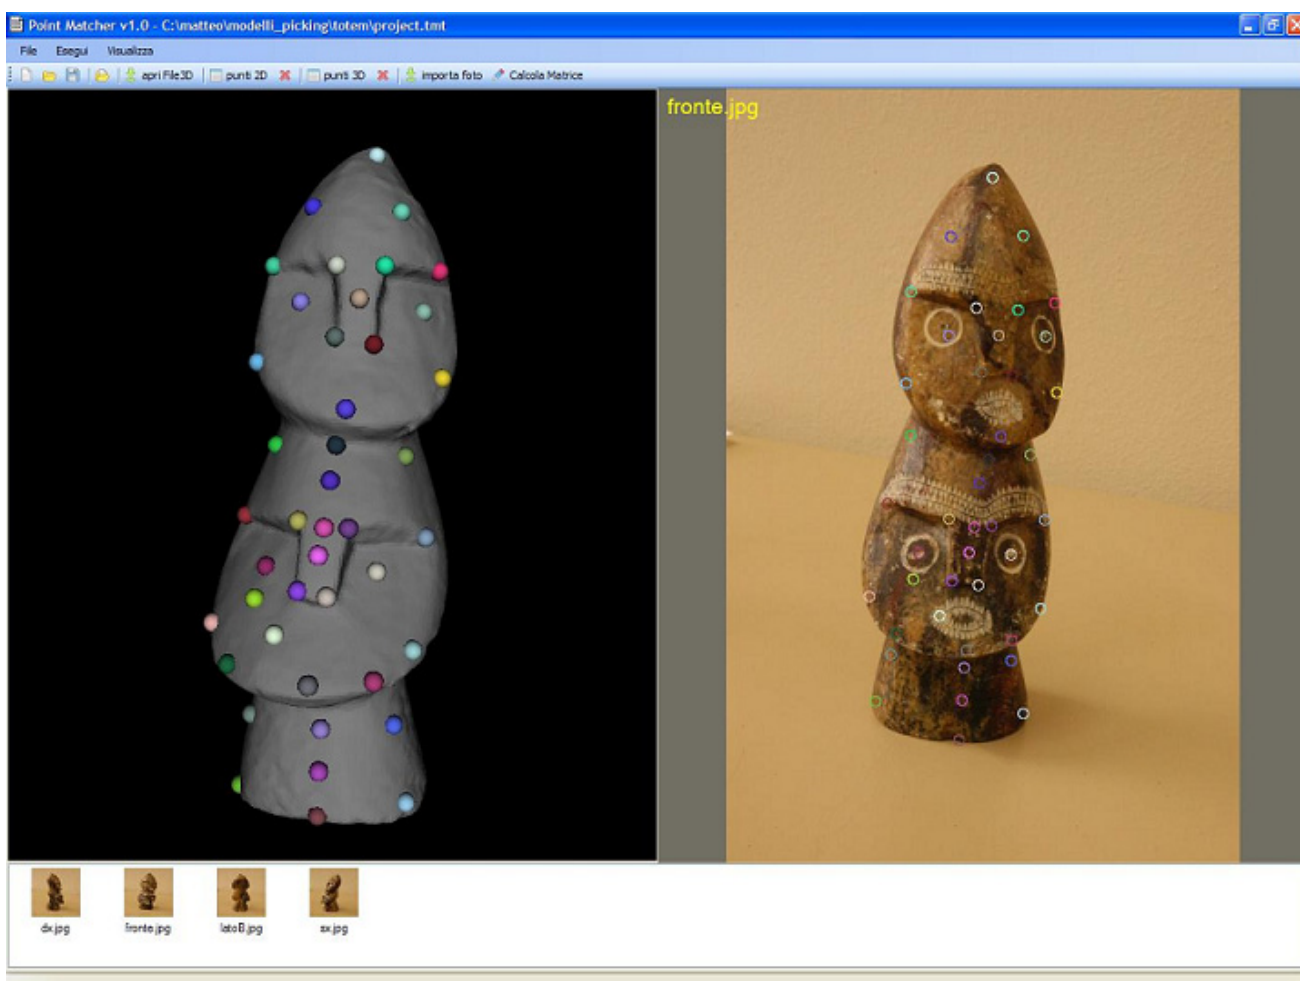 Point Matcher v1.0 - C:\matteo\modelli_picking\totem\project.tmt
File Esegui Visualizza
apri File3D punti 2D punti 3D importa foto Calcola Matrice
fronte.jpg
dx.jpg fronte.jpg latoB.jpg sx.jpg